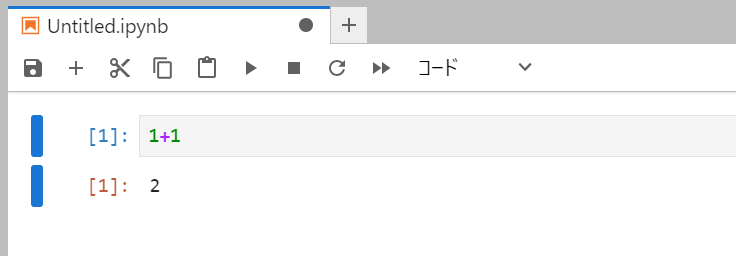 Untitled.ipynb
コード
[1]: 1+1
[1]: 2